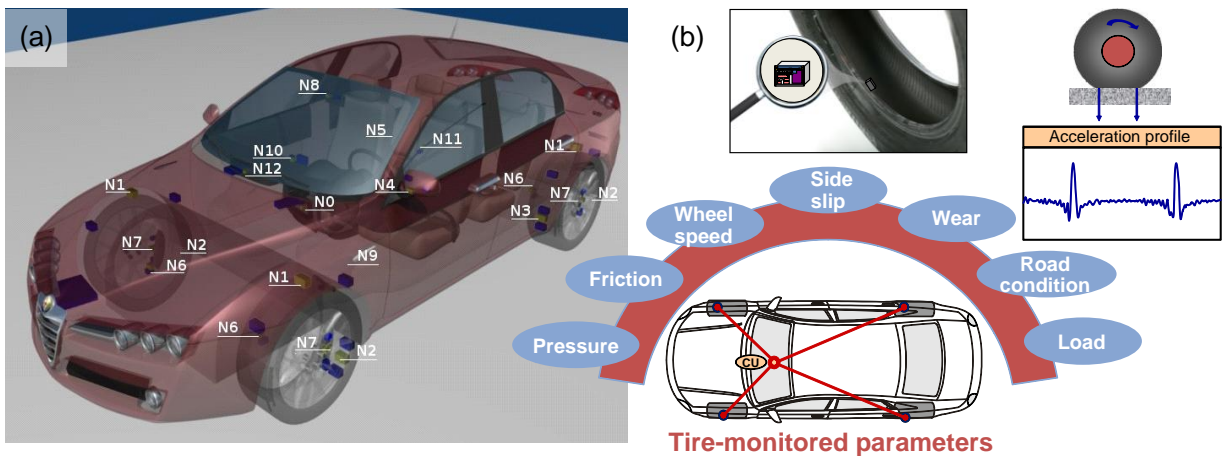 (a)
N8
N5
N11
N1
N10
N12
N4
N6
N7
N2
N1
N0
N3
N7
N2
N6
N9
N1
N6
N7
N2
(b)
Acceleration profile
Side
slip
Wheel
speed
Wear
Friction
Road
condition
Pressure
Load
CU
Tire-monitored parameters